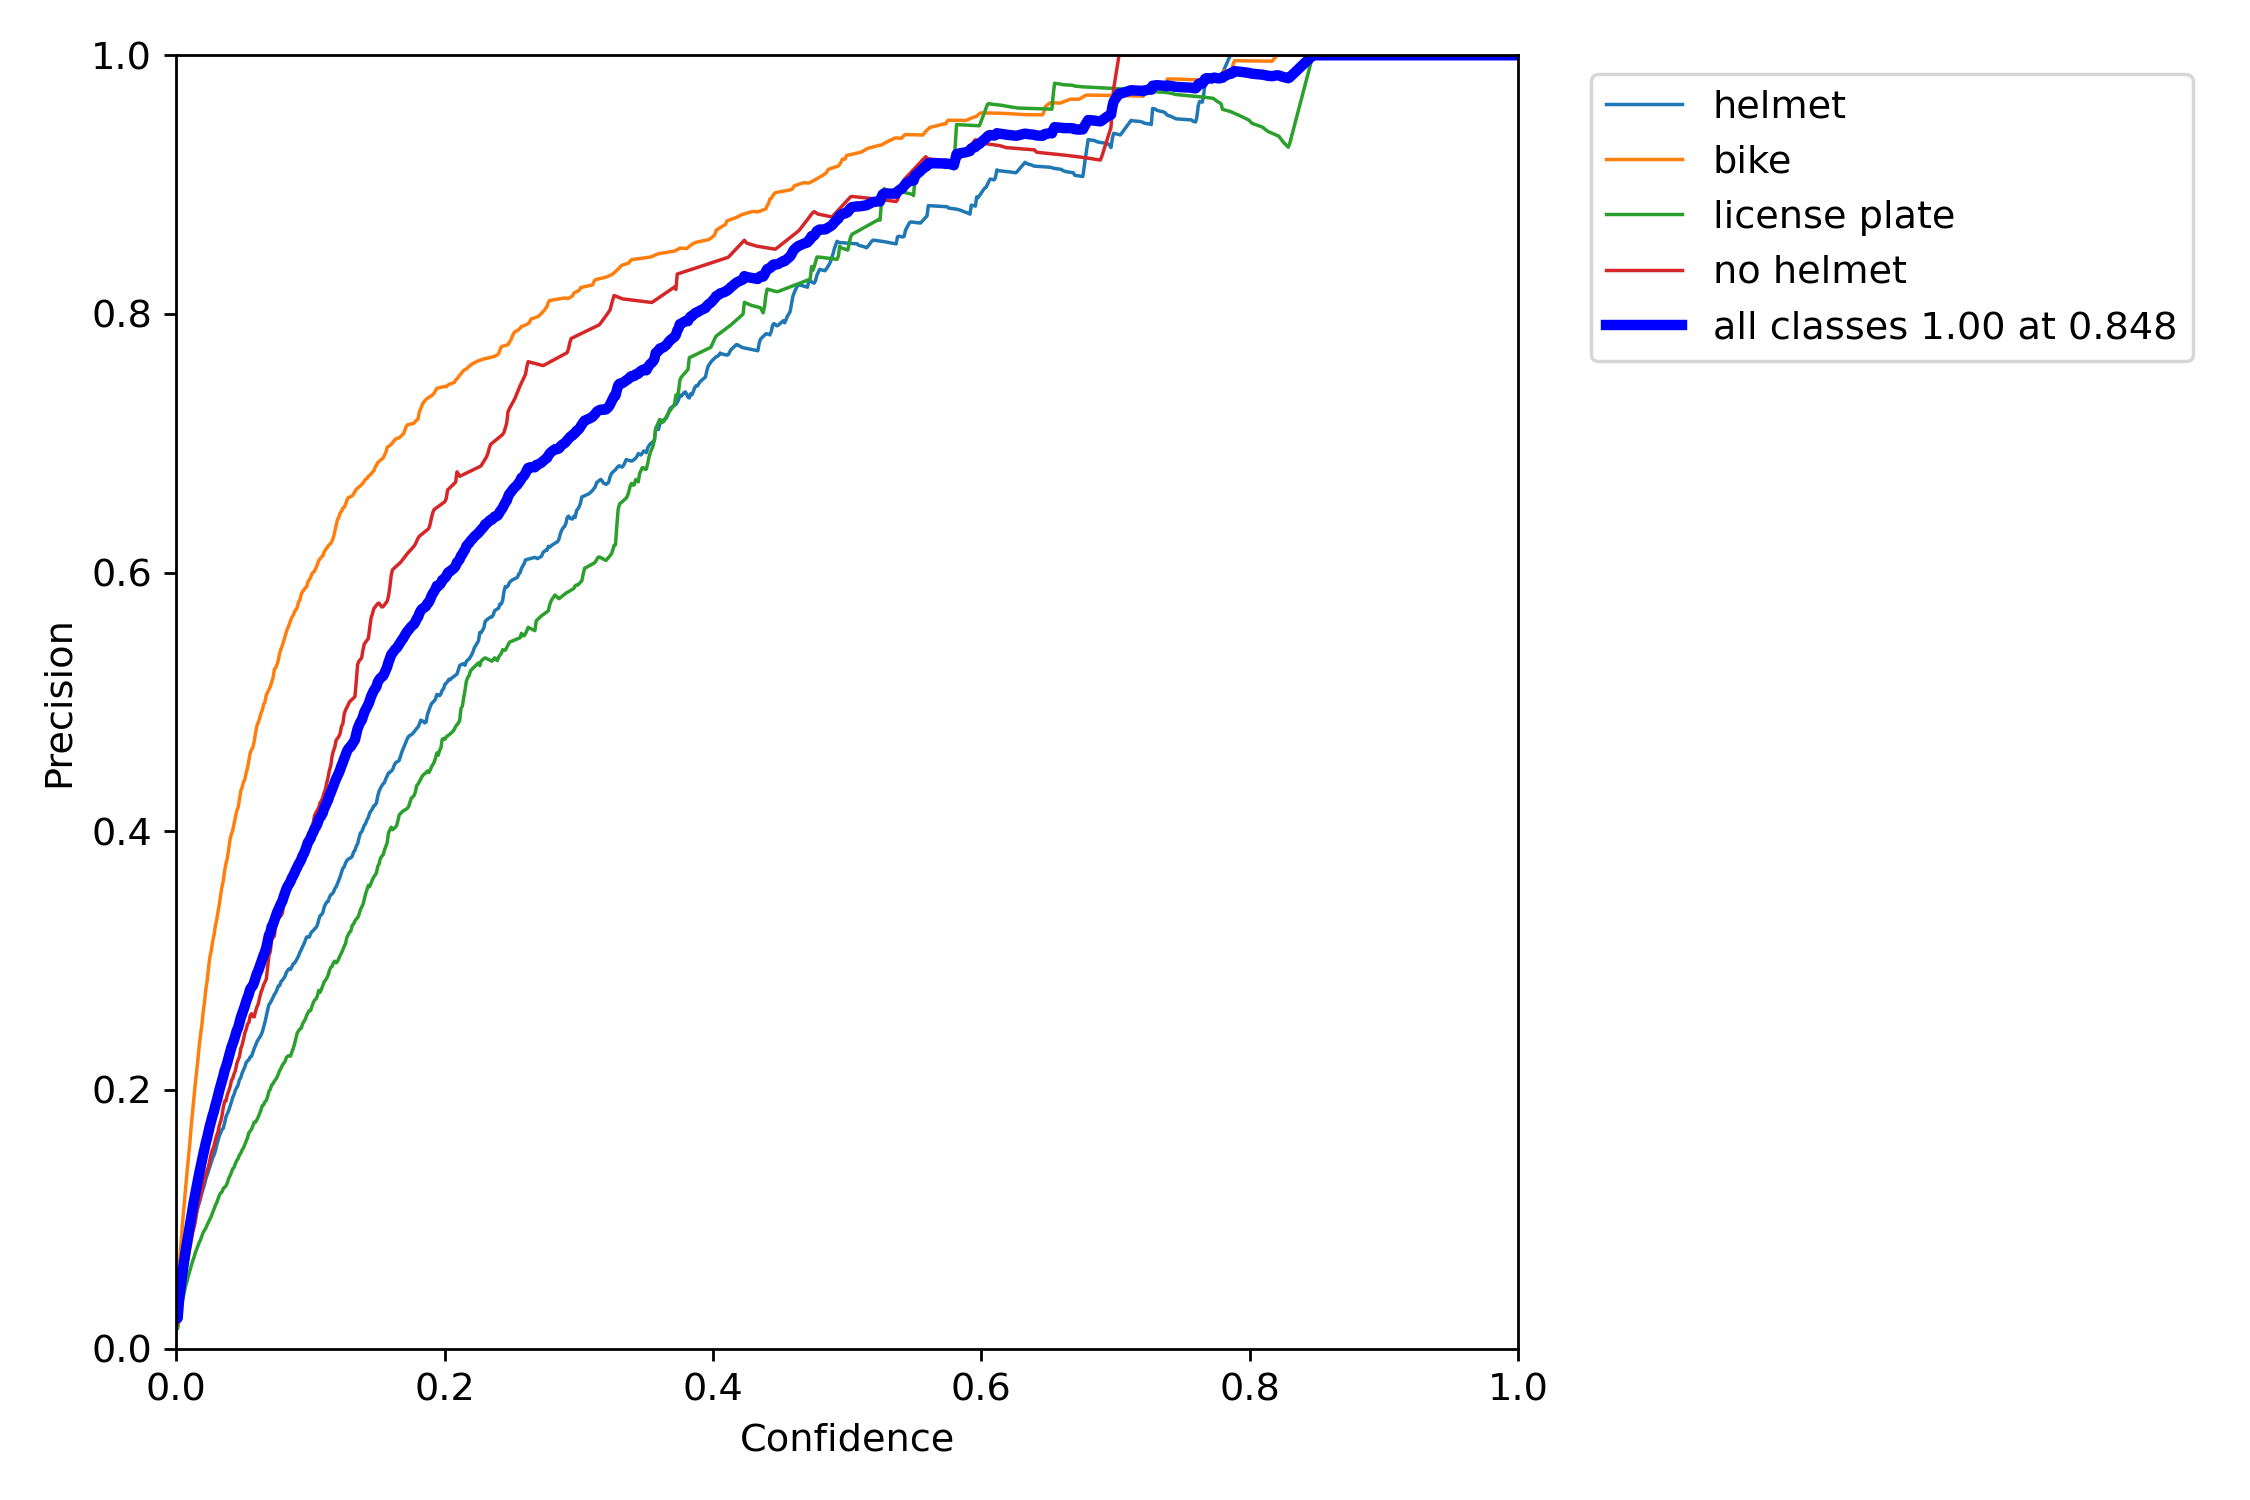 1.0
0.8
0.6
0.4
0.2
0.0
Precision
0.0 0.2 0.4 0.6 0.8 1.0
Confidence
helmet
bike
license plate
no helmet
all classes 1.00 at 0.848